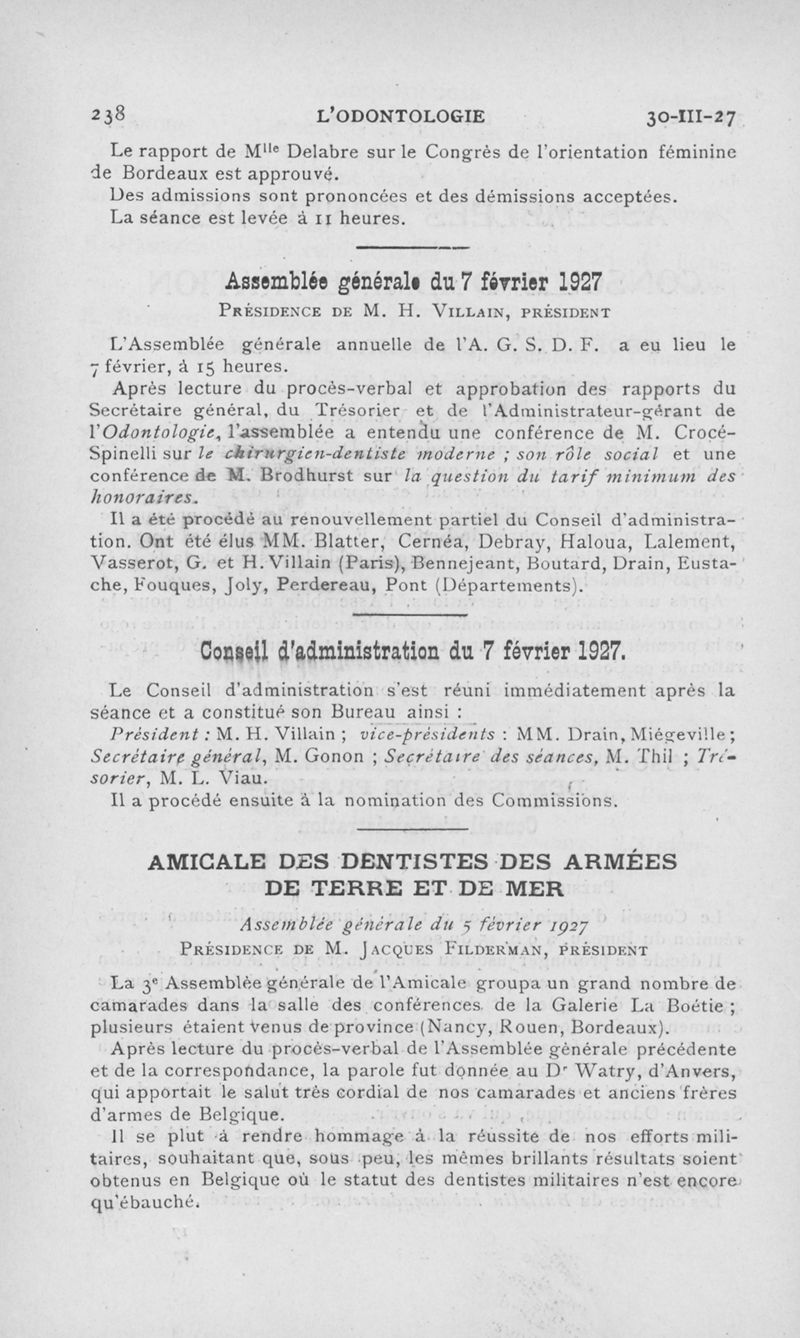 238 L'ODONTOLOGIE 30-III-27
Le rapport de Mlle Delabre sur le Congrès de l'orientation féminine
de Bordeaux est approuvé.
Des admissions sont prononcées et des démissions acceptées.
La séance est levée à 11 heures.
Assemblée générale du 7 février 1927
PRÉSIDENCE DE M. H. VILLAIN, PRÉSIDENT
L'Assemblée générale annuelle de l'A. G. S. D. F. a eu lieu le
7 février, à 15 heures.
Après lecture du procès-verbal et approbation des rapports du
Secrétaire général, du Trésorier et de l'Administrateur-gérant de
l'Odontologie, l'assemblée a entendu une conférence de M. Crocé-
Spinelli sur le chirurgien-dentiste moderne ; son rôle social et une
conférence de M. Brodhurst sur la question du tarif minimum des
honoraires.
Il a été procédé au renouvellement partiel du Conseil d'administra-
tion. Ont été élus MM. Blatter, Cernéa, Debray, Haloua, Lalement,
Vasserot, G. et H. Villain (Paris), Bennejeant, Boutard, Drain, Eusta-
che, Fouques, Joly, Perdereau, Pont (Départements).
Conseil d'administration du 7 février 1927.
Le Conseil d'administration s'est réuni immédiatement après la
séance et a constitué son Bureau ainsi :
Président : M. H. Villain ; vice-présidents : MM. Drain, Miégeville ;
Secrétaire général, M. Gonon ; Secrétaire des séances, M. Thil ; Tré-
sorier, M. L. Viau.
Il a procédé ensuite à la nomination des Commissions.
AMICALE DES DENTISTES DES ARMÉES
DE TERRE ET DE MER
Assemblée générale du 5 février 1927
PRÉSIDENCE DE M. JACQUES FILDERMAN, PRÉSIDENT
La 3e Assemblée générale de l'Amicale groupa un grand nombre de
camarades dans la salle des conférences de la Galerie La Boétie ;
plusieurs étaient venus de province (Nancy, Rouen, Bordeaux).
Après lecture du procès-verbal de l'Assemblée générale précédente
et de la correspondance, la parole fut donnée au Dr Watry, d'Anvers,
qui apportait le salut très cordial de nos camarades et anciens frères
d'armes de Belgique.
Il se plut à rendre hommage à la réussite de nos efforts mili-
taires, souhaitant que, sous peu, les mêmes brillants résultats soient
obtenus en Belgique où le statut des dentistes militaires n'est encore
qu'ébauché.